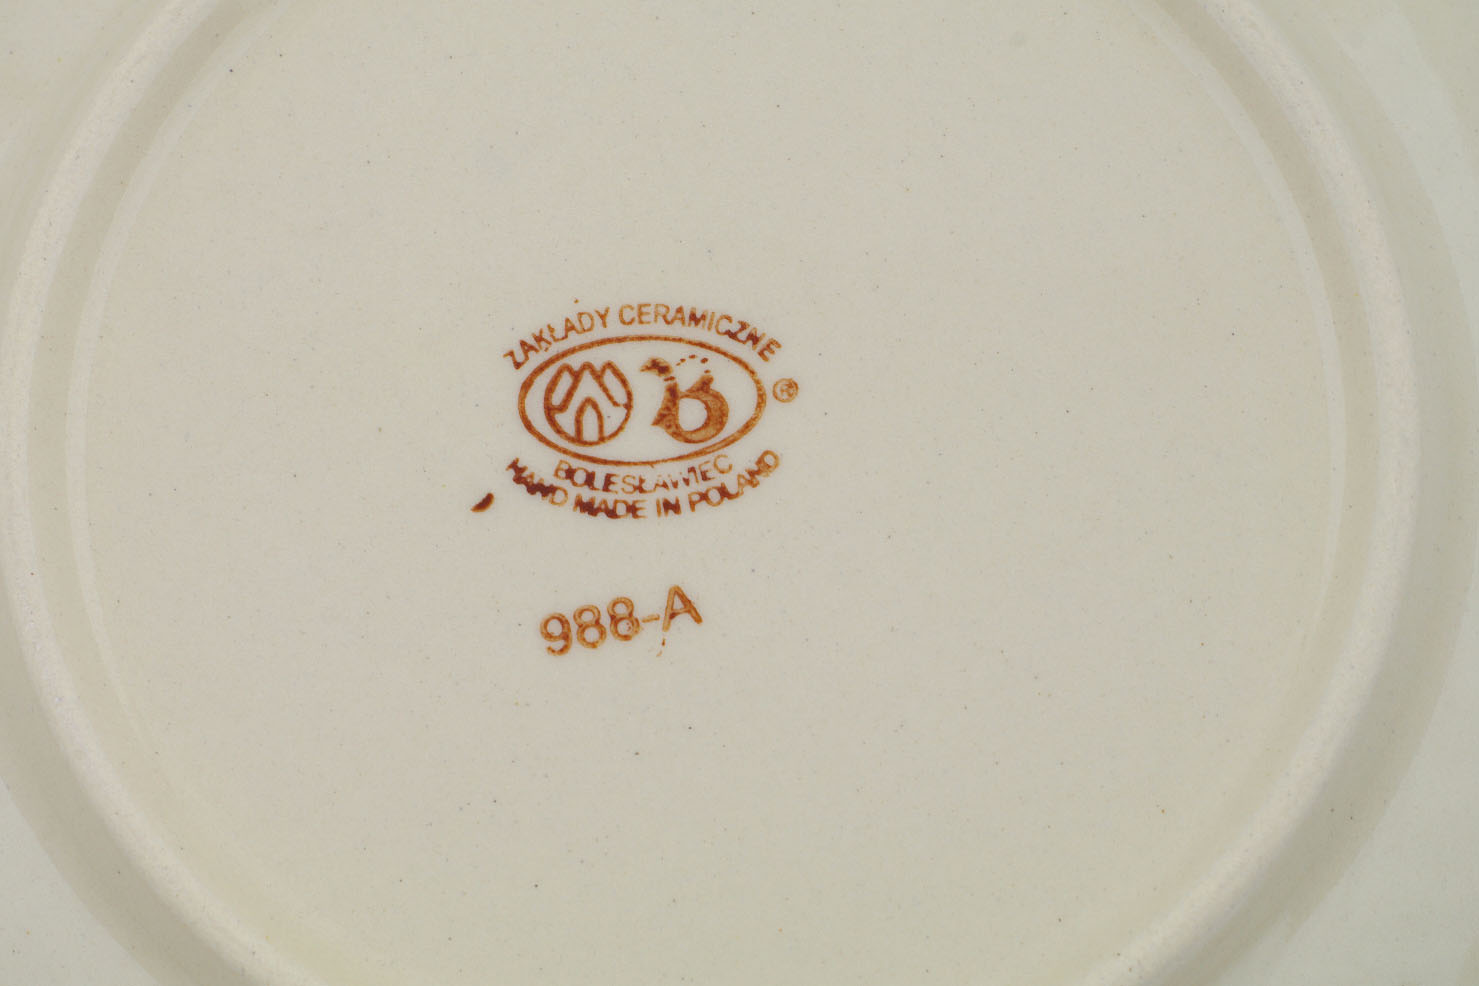 ZAKŁADY CERAMICZNE
®
BOLESŁAWIEC
HAND MADE IN POLAND
988-A